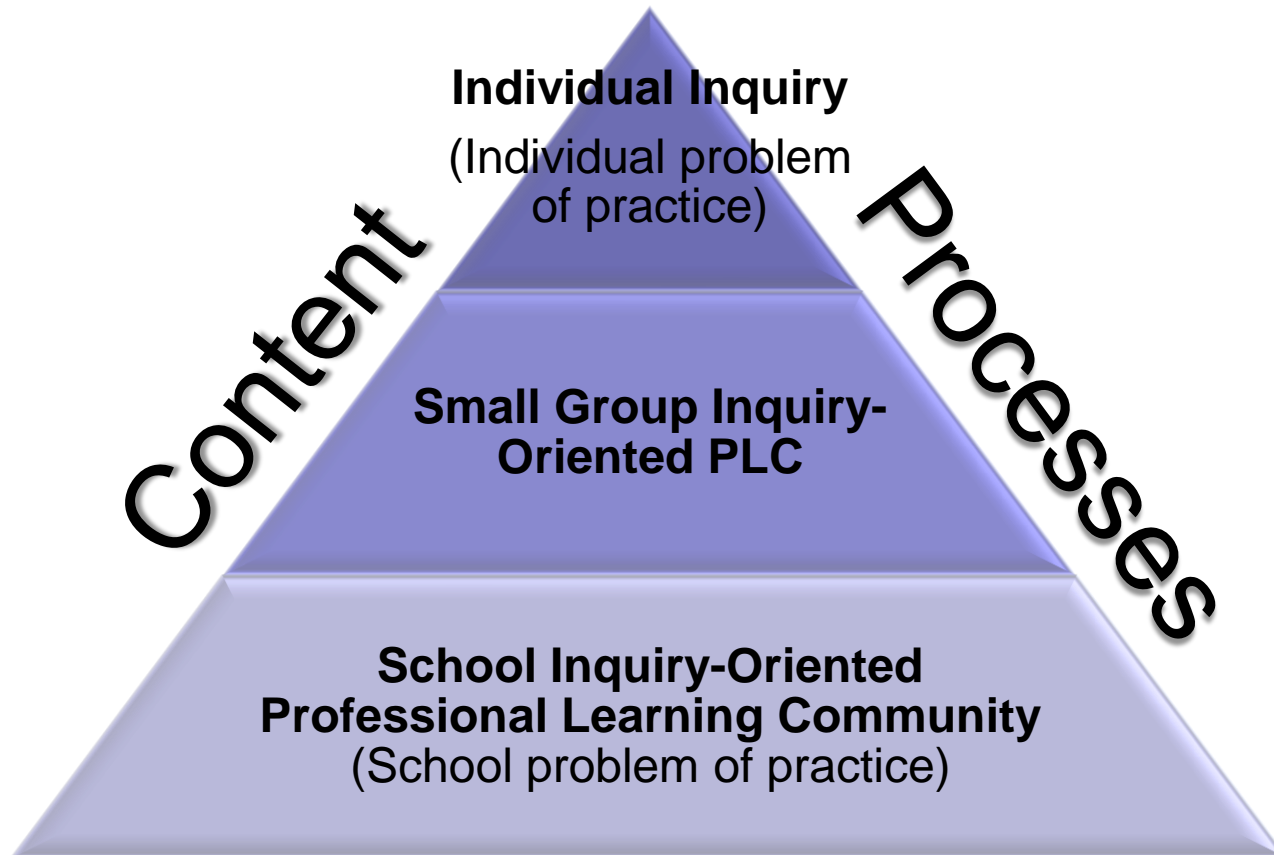 Individual Inquiry
(Individual problem
of practice)
Content
Processes
Small Group Inquiry-
Oriented PLC
School Inquiry-Oriented
Professional Learning Community
(School problem of practice)